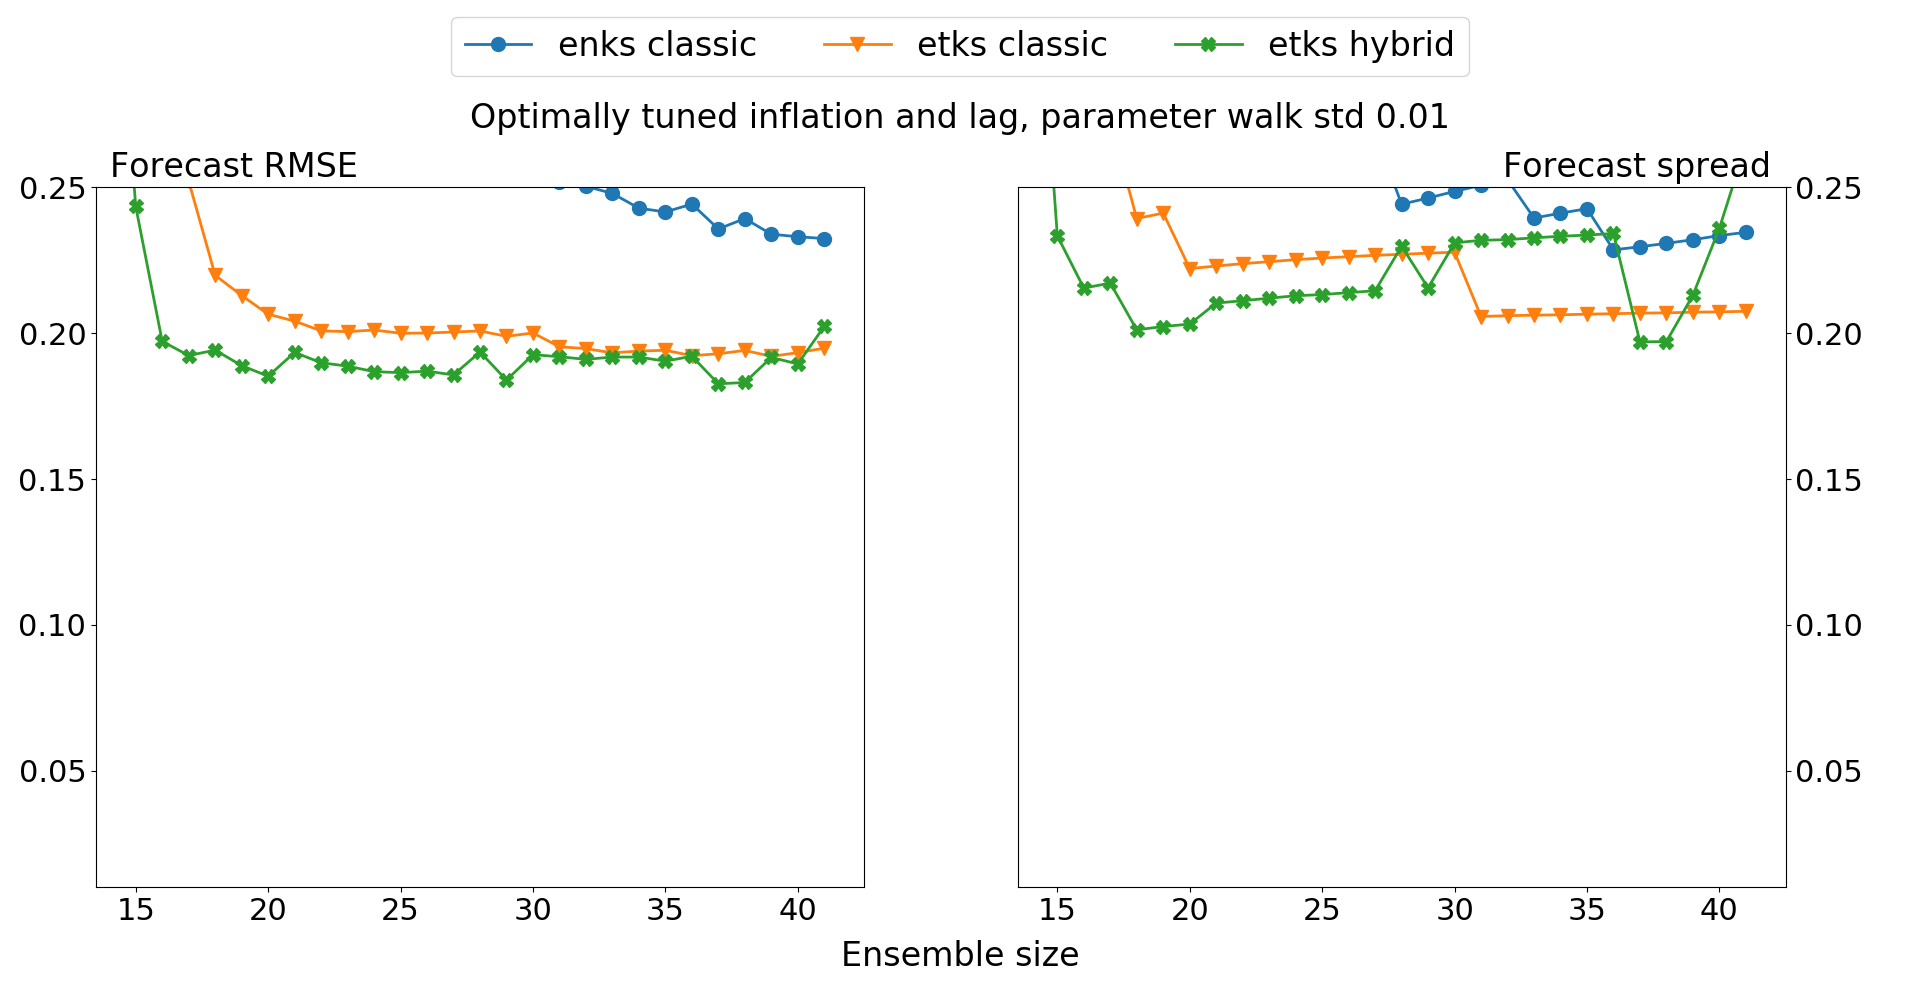 enks classic etks classic etks hybrid
Optimally tuned inflation and lag, parameter walk std 0.01
Forecast RMSE Forecast spread
0.25 0.25
0.20 0.20
0.15 0.15
0.10 0.10
0.05 0.05
15 20 25 30 35 40 15 20 25 30 35 40
Ensemble size